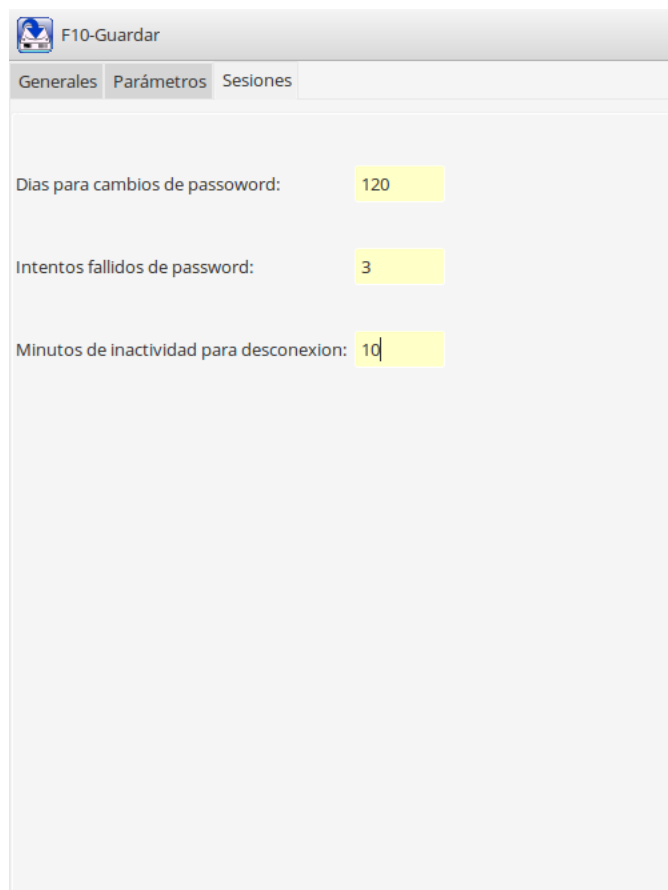 F10-Guardar
Generales Parámetros Sesiones
Dias para cambios de passoword: 120
Intentos fallidos de password: 3
Minutos de inactividad para desconexion: 10